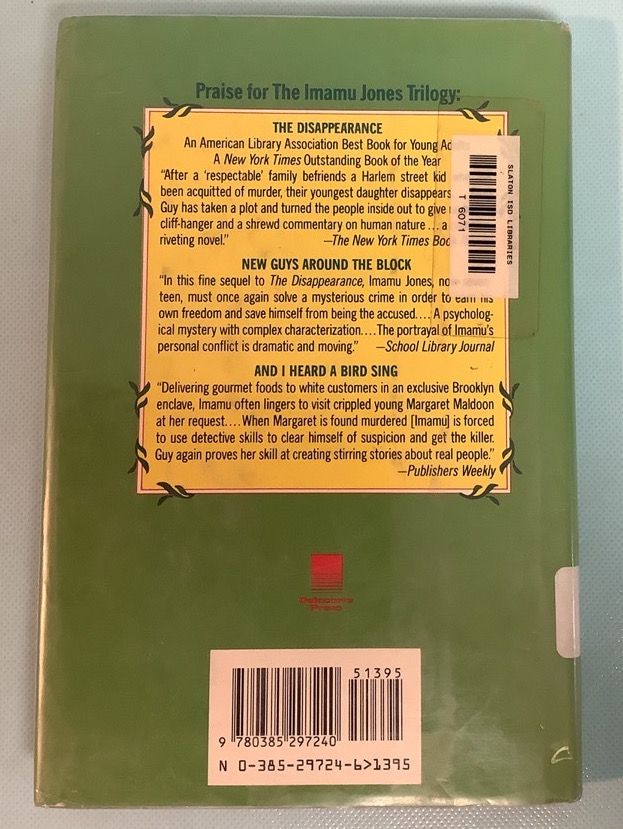 Praise for The Imamu Jones Trilogy:
THE DISAPPEARANCE
An American Library Association Best Book for Young
A New York Times Outstanding Book of the Year
"After a 'respectable' family befriends a Harlem street kid
been acquitted of murder, their youngest daughter disappears
Guy has taken a plot and turned the people inside out to give
cliff-hanger and a shrewd commentary on human nature ... a
riveting novel." —The New York Times
NEW GUYS AROUND THE BLOCK
"In this fine sequel to The Disappearance, Imamu Jones,
teen, must once again solve a mysterious crime in order to earn his
own freedom and save himself from being the accused.... A psycholog-
ical mystery with complex characterization....The portrayal of Imamu's
personal conflict is dramatic and moving." —School Library Journal
AND I HEARD A BIRD SING
"Delivering gourmet foods to white customers in an exclusive Brooklyn
enclave, Imamu often lingers to visit crippled young Margaret Maldoon
at her request.... When Margaret is found murdered [Imamu] is forced
to use detective skills to clear himself of suspicion and get the killer.
Guy again proves her skill at creating stirring stories about real people."
—Publishers Weekly
SLATON ISD LIBRARIES
T 6071
Delacorte
Press
51395
9 780385 297240
N 0-385-29724-6>1395